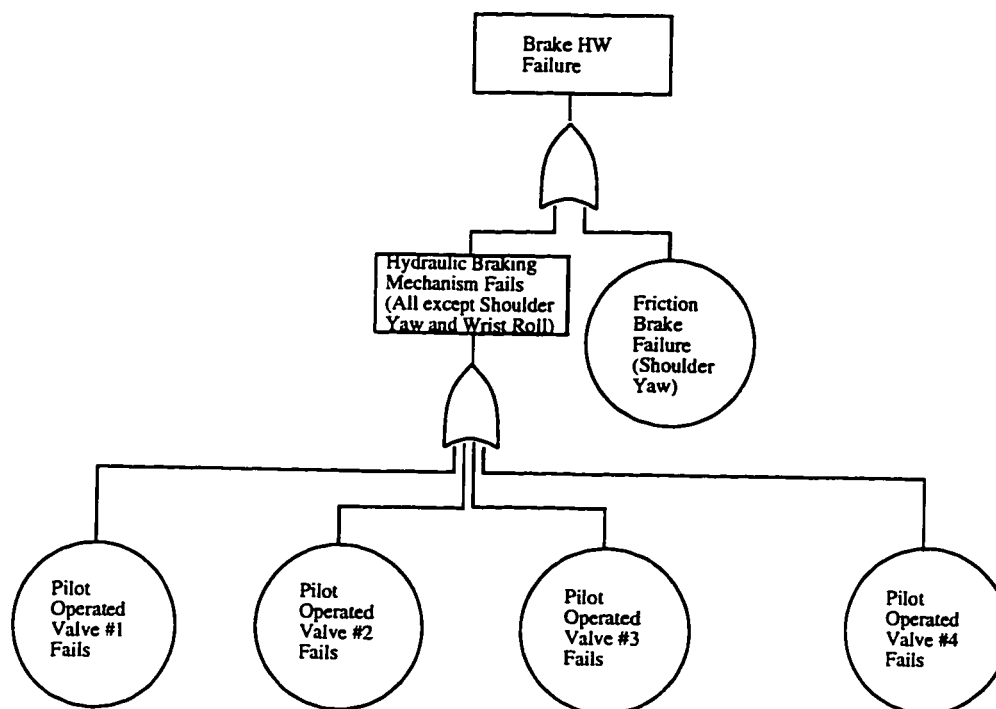 Brake HW
Failure
Hydraulic Braking
Mechanism Fails
(All except Shoulder
Yaw and Wrist Roll)
Friction
Brake
Failure
(Shoulder
Yaw)
Pilot
Operated
Valve #1
Fails
Pilot
Operated
Valve #2
Fails
Pilot
Operated
Valve #3
Fails
Pilot
Operated
Valve #4
Fails